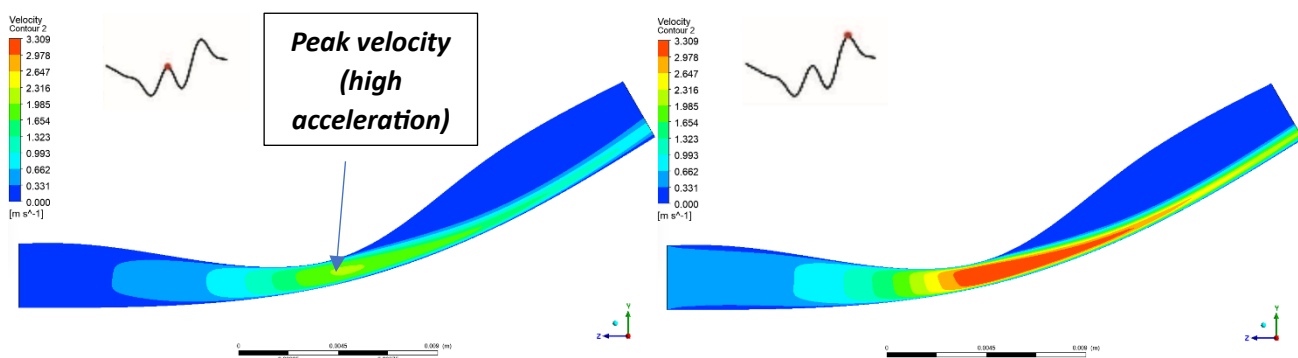 Velocity
Contour 2
3.309
2.978
2.647
2.316
1.985
1.654
1.323
0.993
0.662
0.331
0.000
[m s^-1]
Peak velocity
(high
acceleration)
0
0.0045
0.009 (m)
Y
Z
Velocity
Contour 2
3.309
2.978
2.647
2.316
1.985
1.654
1.323
0.993
0.662
0.331
0.000
[m s^-1]
0
0.0045
0.009 (m)
Y
Z